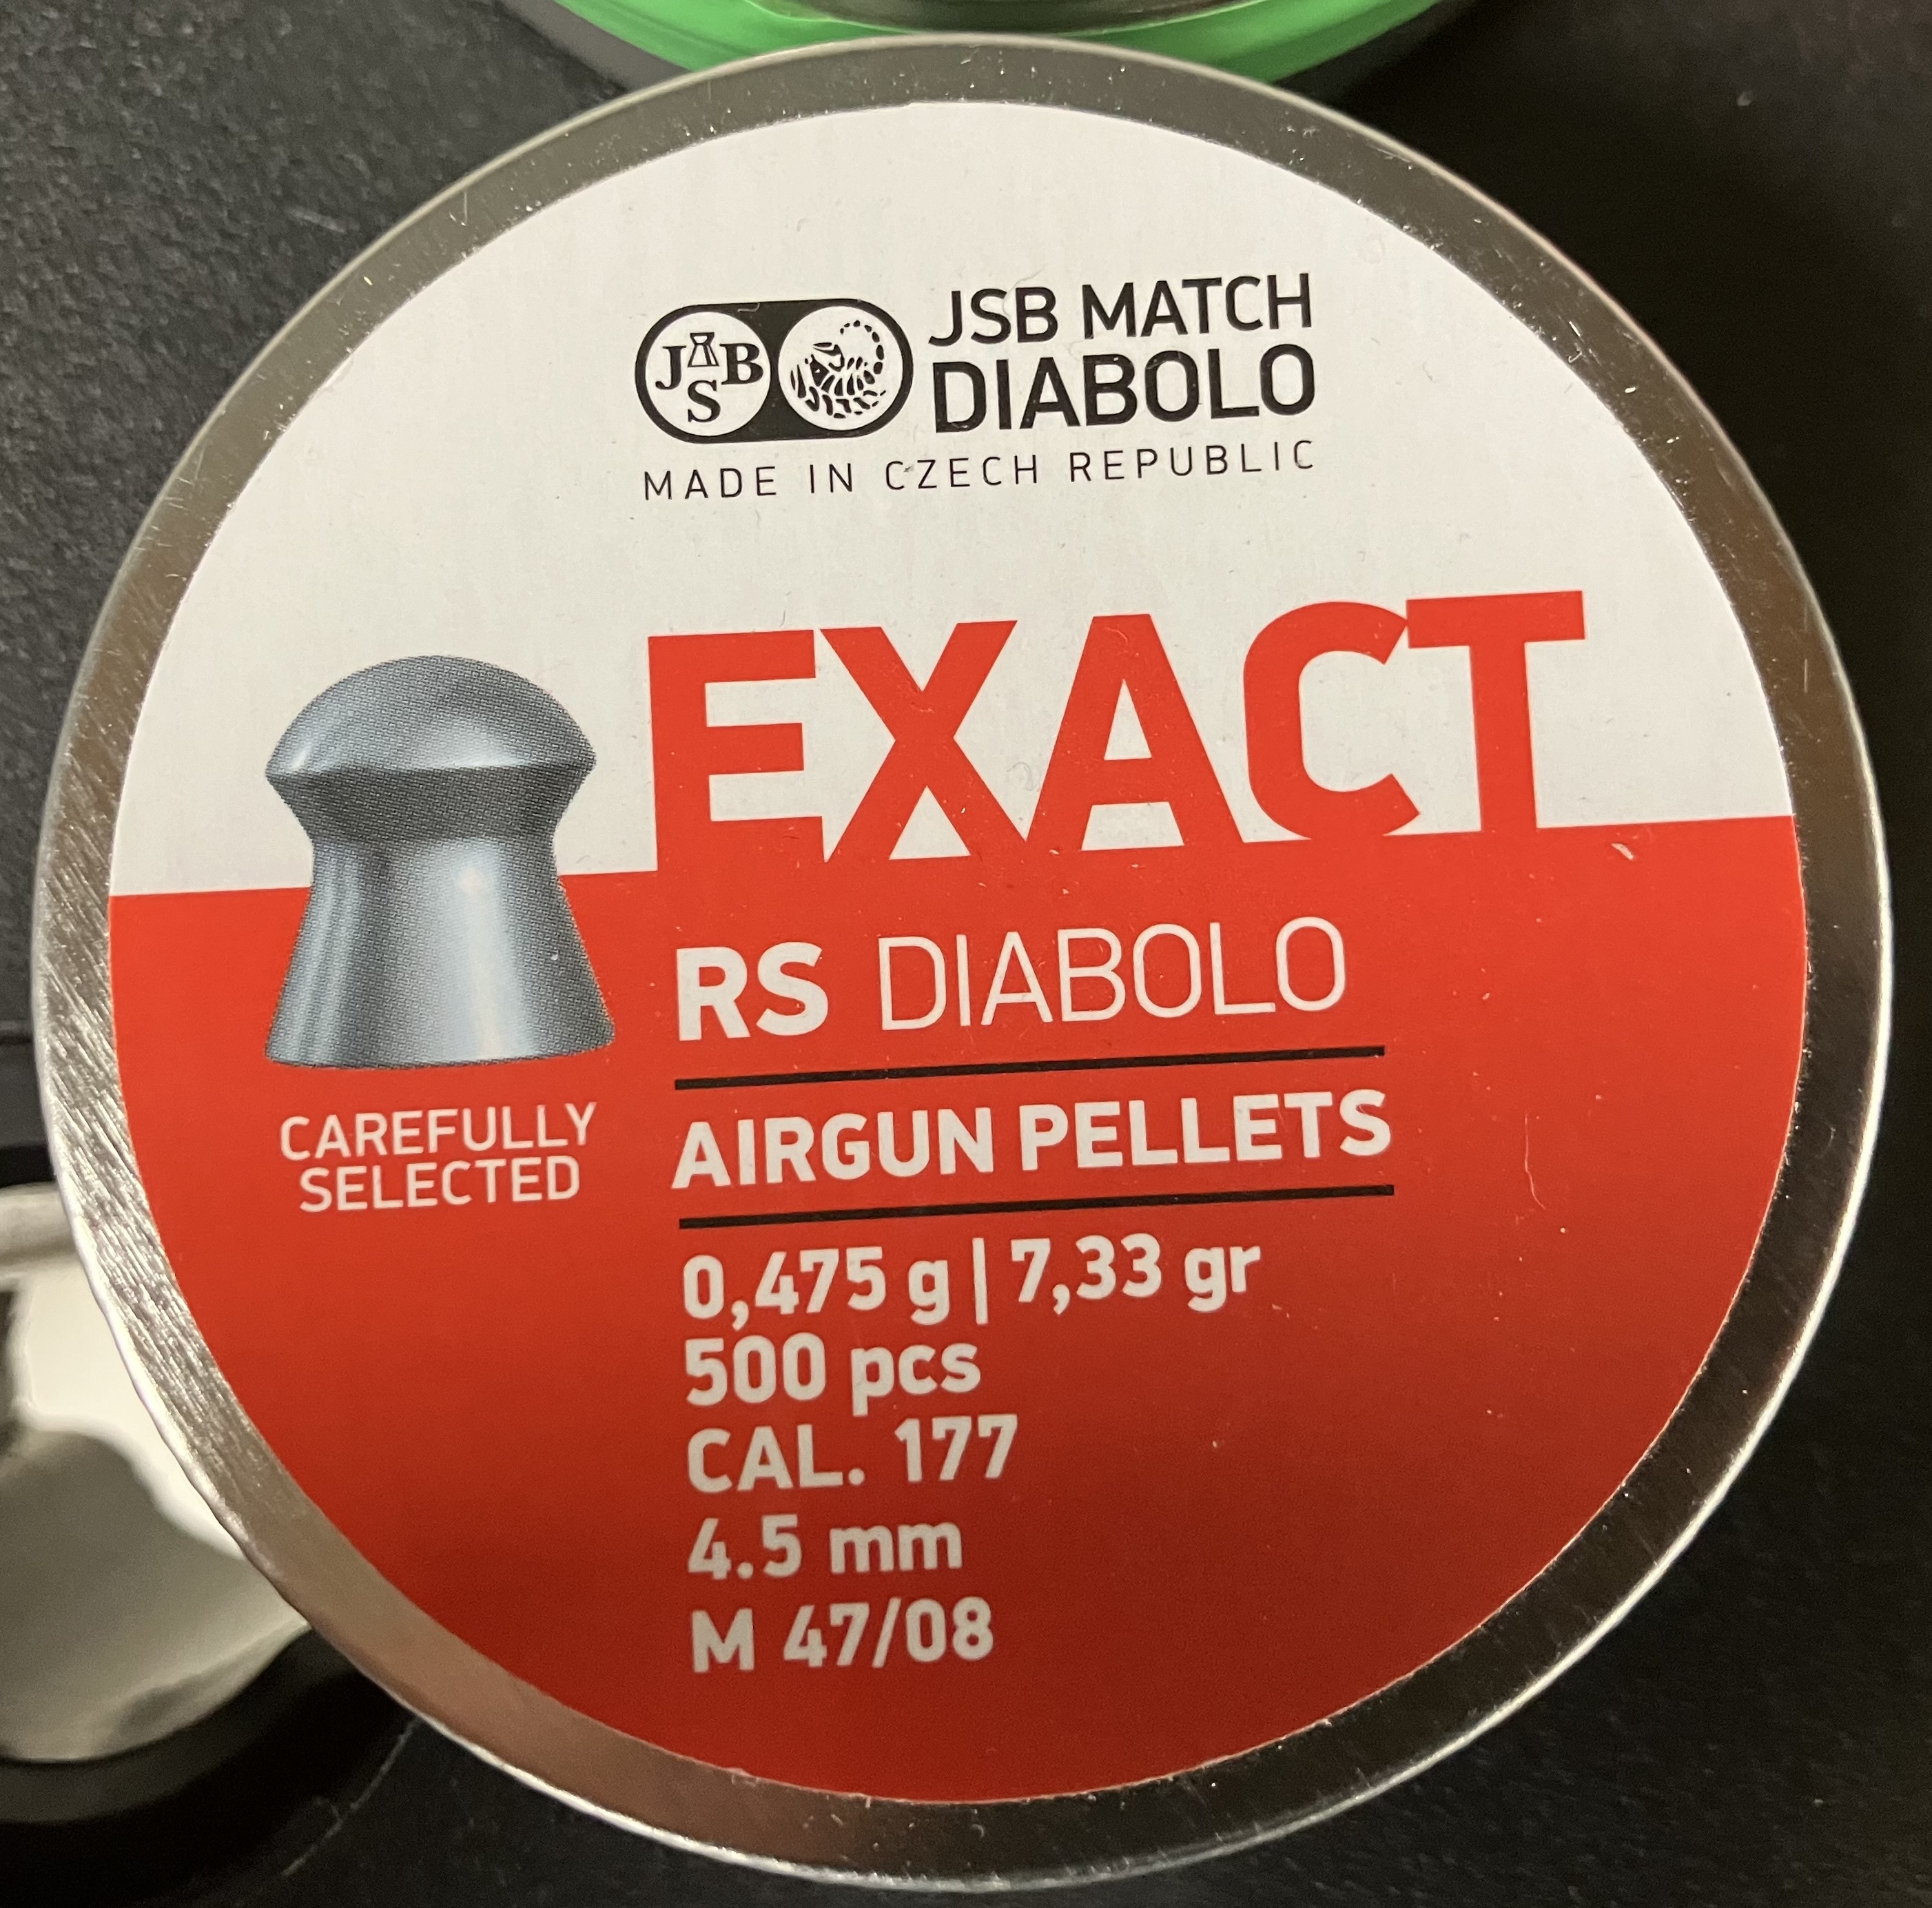 JSB
JSB MATCH
DIABOLO
MADE IN CZECH REPUBLIC
EXACT
RS DIABOLO
AIRGUN PELLETS
CAREFULLY
SELECTED
0,475 g | 7,33 gr
500 pcs
CAL. 177
4.5 mm
M 47/08